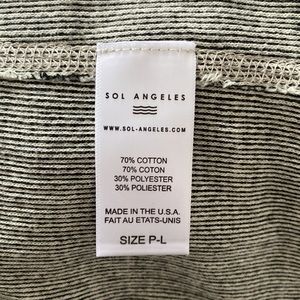 SOL ANGELES
WWW.SOL-ANGELES.COM
70% COTTON
70% COTON
30% POLYESTER
30% POLIESTER
MADE IN THE U.S.A.
FAIT AU ETATS-UNIS
SIZE P-L